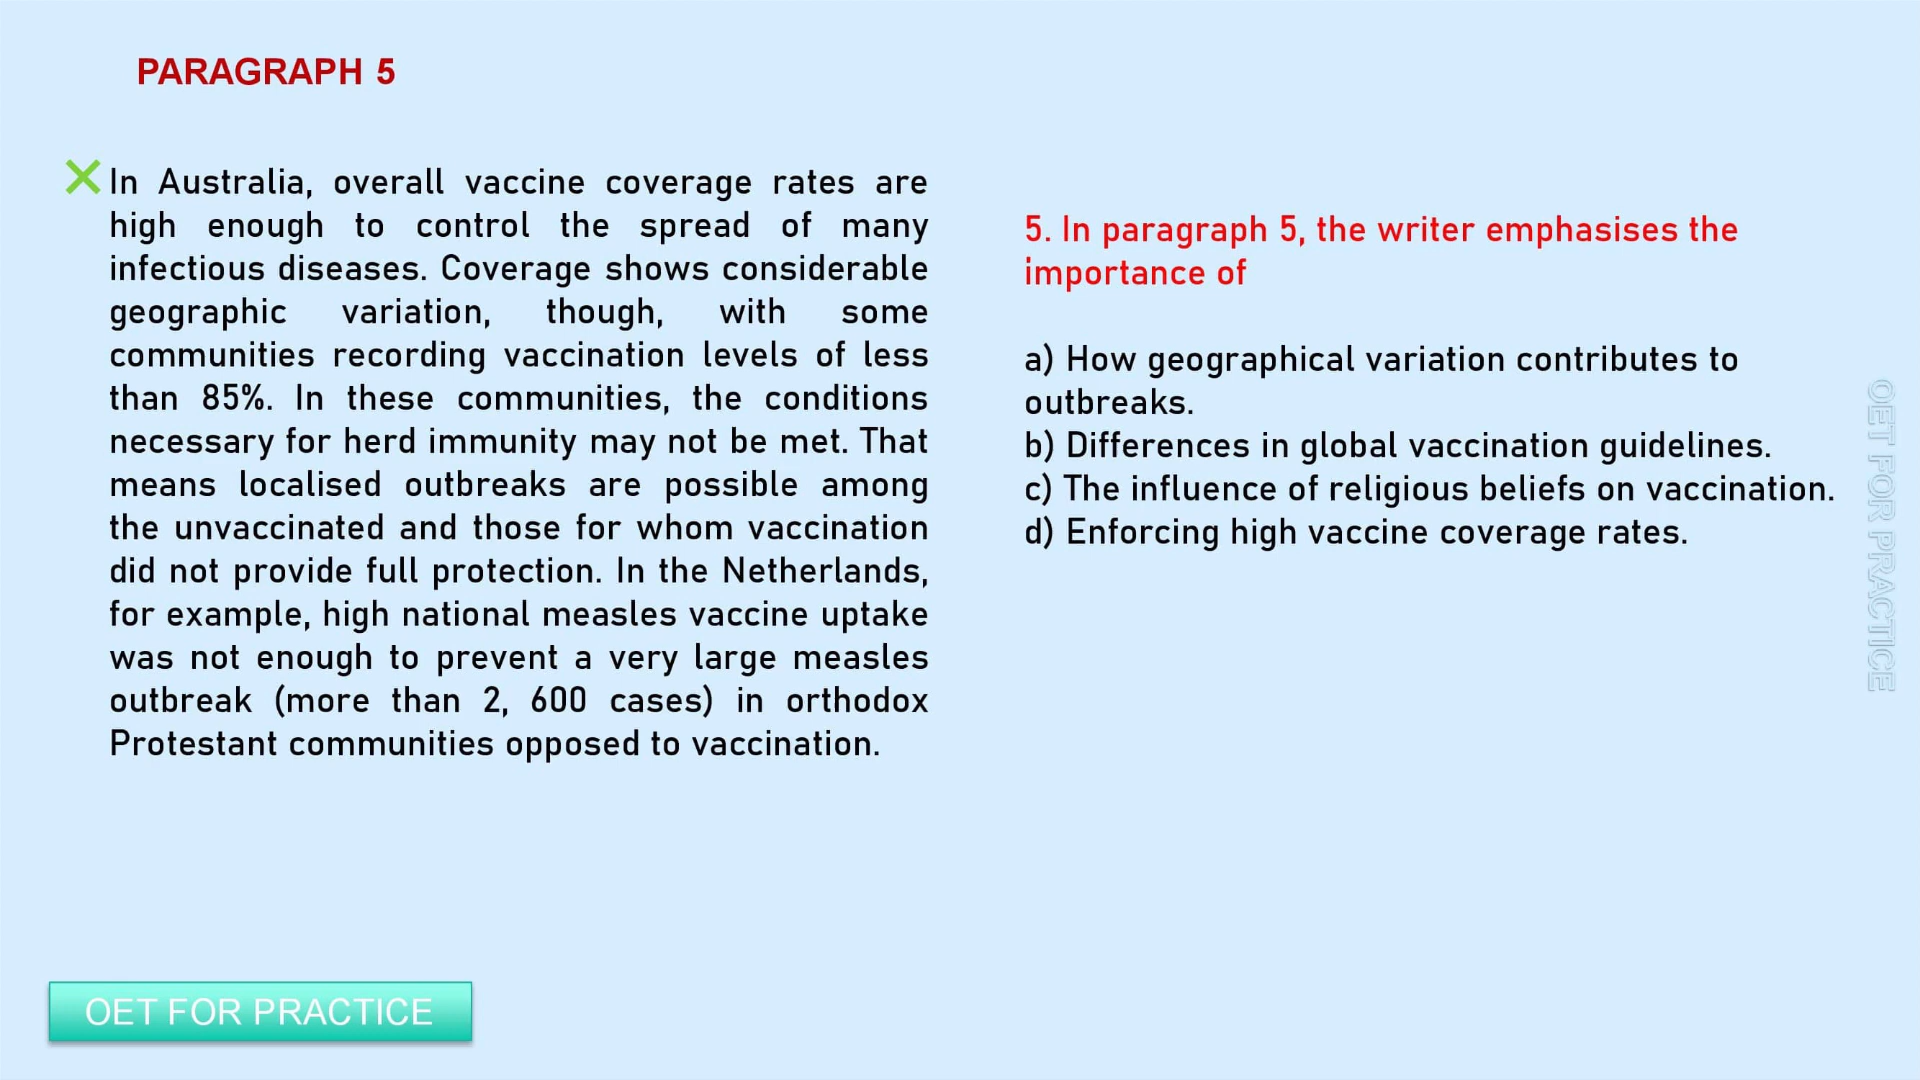 PARAGRAPH 5
In Australia, overall vaccine coverage rates are
high enough to control the spread of many
infectious diseases. Coverage shows considerable
geographic variation, though, with some
communities recording vaccination levels of less
than 85%. In these communities, the conditions
necessary for herd immunity may not be met. That
means localised outbreaks are possible among
the unvaccinated and those for whom vaccination
did not provide full protection. In the Netherlands,
for example, high national measles vaccine uptake
was not enough to prevent a very large measles
outbreak (more than 2, 600 cases) in orthodox
Protestant communities opposed to vaccination.
5. In paragraph 5, the writer emphasises the
importance of
a) How geographical variation contributes to
outbreaks.
b) Differences in global vaccination guidelines.
c) The influence of religious beliefs on vaccination.
d) Enforcing high vaccine coverage rates.
OET FOR PRACTICE
OET FOR PRACTICE